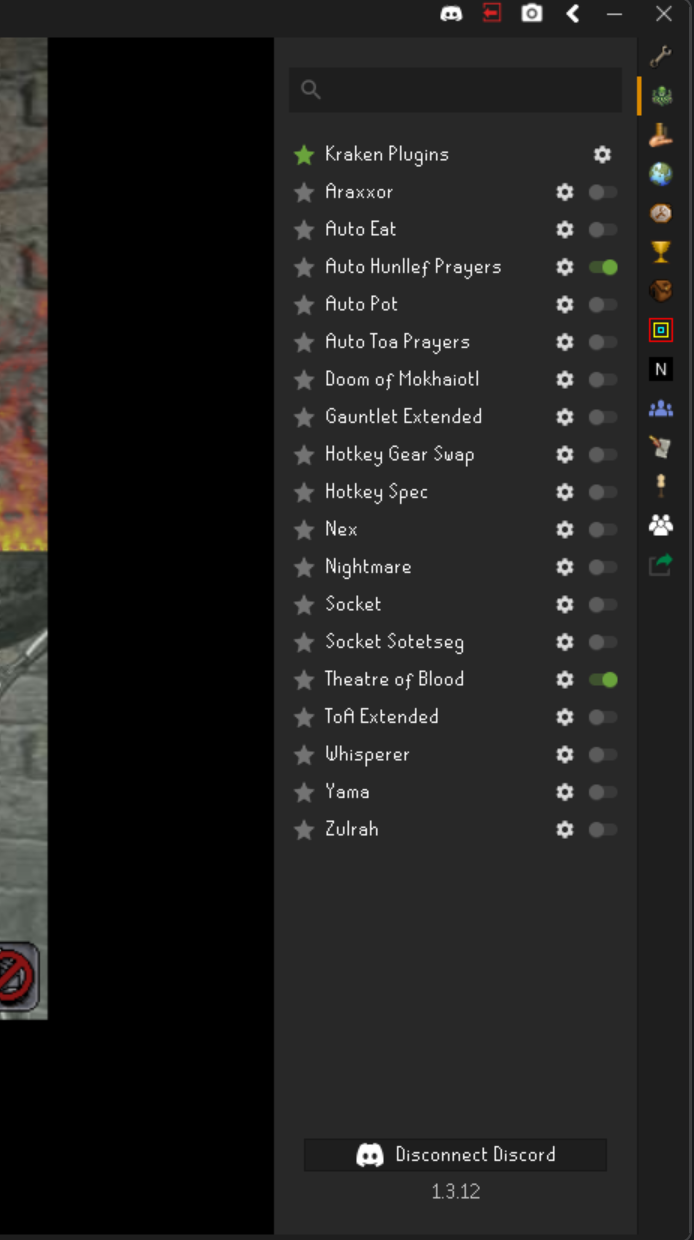 N
Kraken Plugins
Araxxor
Auto Eat
Auto Hunllef Prayers
Auto Pot
Auto Toa Prayers
Doom of Mokhaiotl
Gauntlet Extended
Hotkey Gear Swap
Hotkey Spec
Nex
Nightmare
Socket
Socket Sotetseg
Theatre of Blood
ToA Extended
Whisperer
Yama
Zulrah
Disconnect Discord
1.3.12